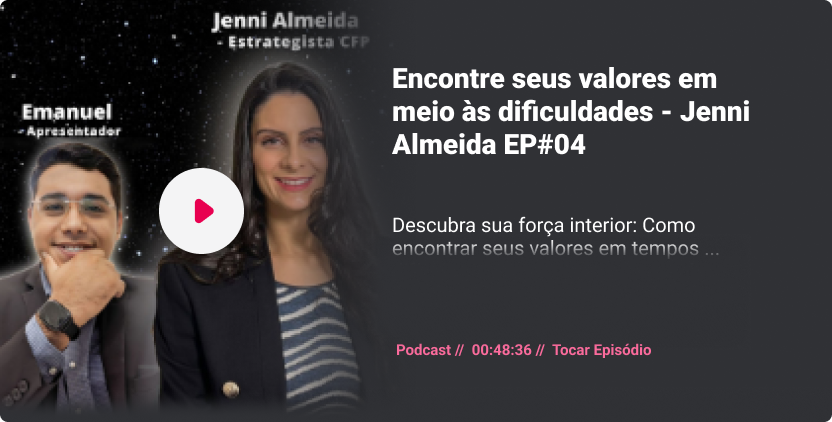 Jenni Almeida
- Estrategista CFP
Emanuel
- Apresentador
Encontre seus valores em
meio às dificuldades - Jenni
Almeida EP#04
Descubra sua força interior: Como
encontrar seus valores em tempos ...
Podcast // 00:48:36 // Tocar Episódio